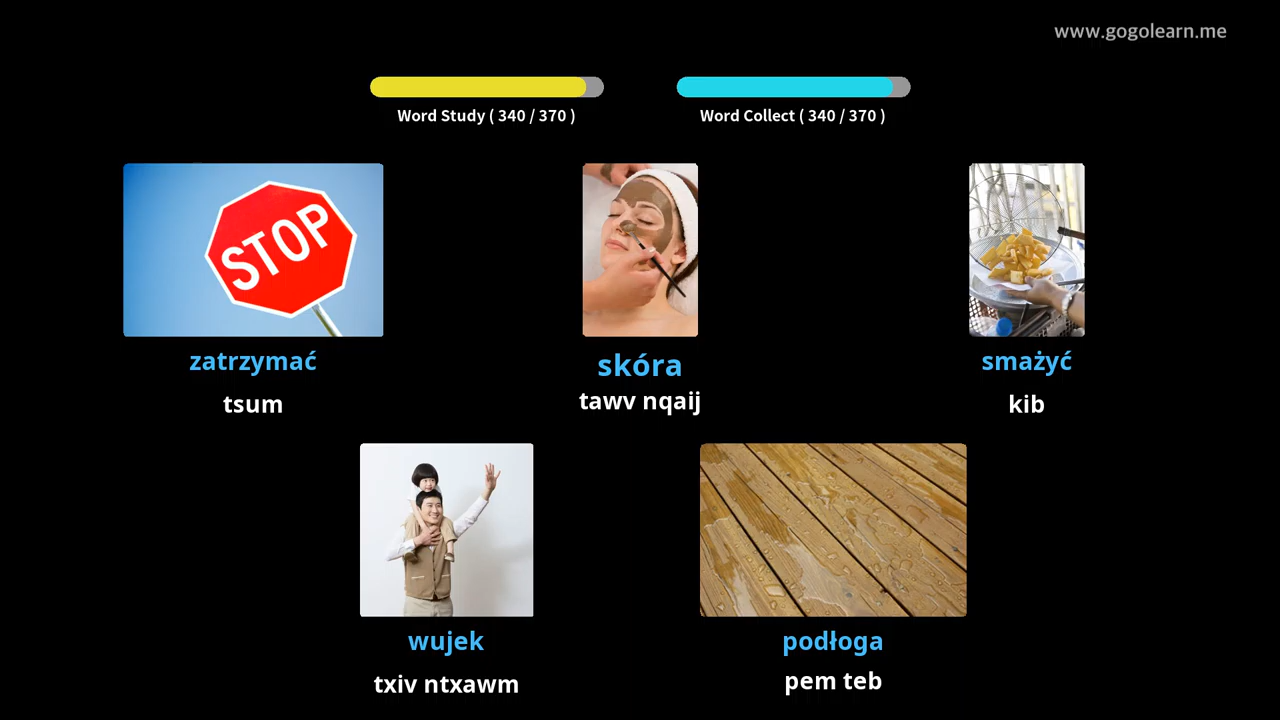 www.gogolearn.me
Word Study ( 340 / 370 )
Word Collect ( 340 / 370 )
STOP
zatrzymać
tsum
skóra
tawv nqaij
smażyć
kib
wujek
txiv ntxawm
podłoga
pem teb